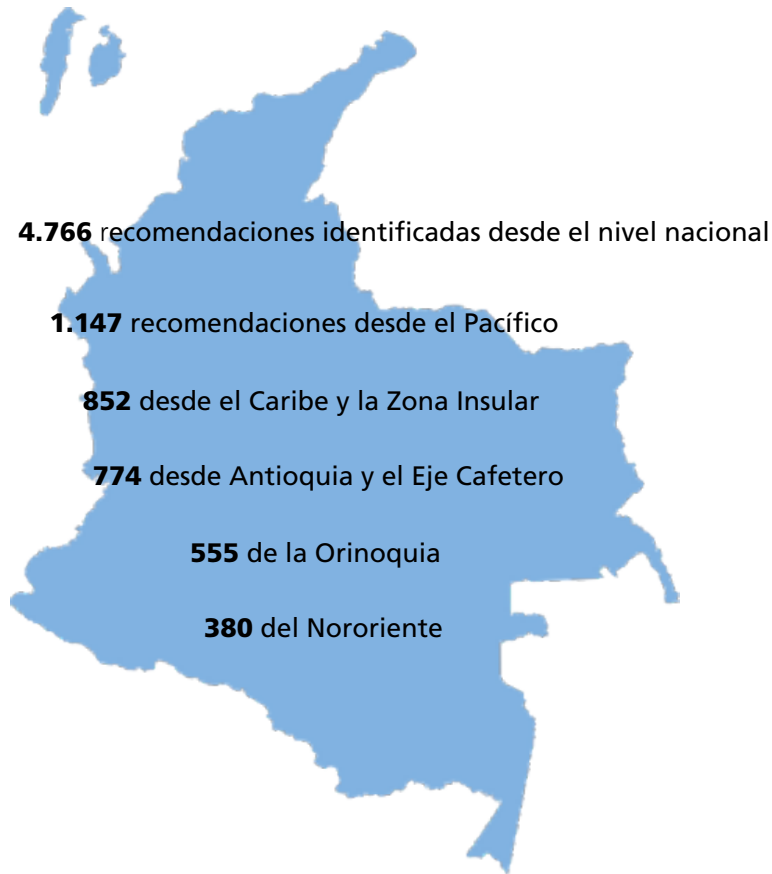 4.766 recomendaciones identificadas desde el nivel nacional
1.147 recomendaciones desde el Pacífico
852 desde el Caribe y la Zona Insular
774 desde Antioquia y el Eje Cafetero
555 de la Orinoquia
380 del Nororiente